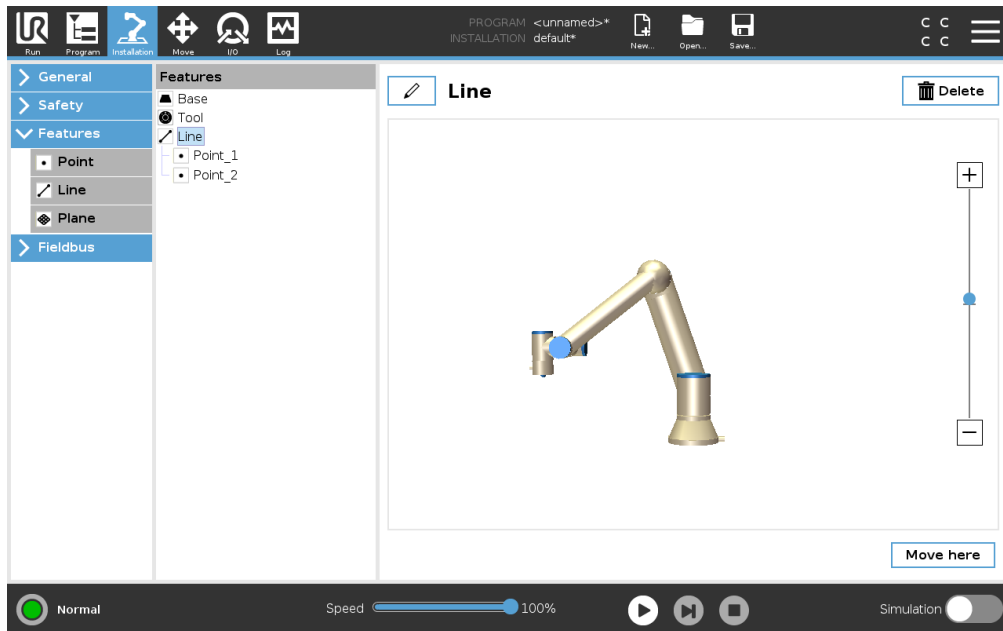 UR
Run
Program
Installation
Move
I/O
Log
PROGRAM <unnamed>*
INSTALLATION default*
New...
Open...
Save...
C C
C C
General
Safety
Features
Point
Line
Plane
Fieldbus
Features
Base
Tool
Line
Point_1
Point_2
Line
Delete
+
−
Move here
Normal
Speed 100%
Simulation